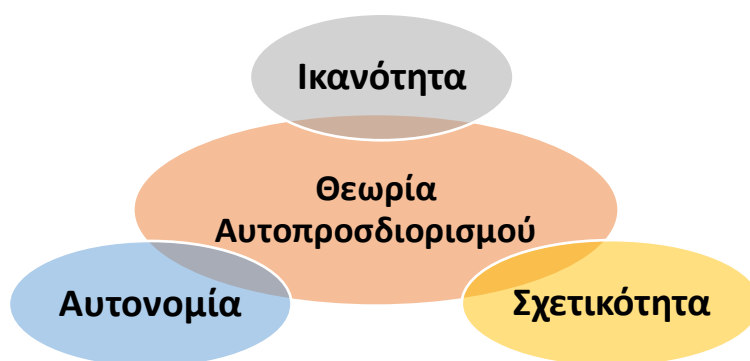 Ικανότητα
Θεωρία
Αυτοπροσδιορισμού
Αυτονομία
Σχετικότητα